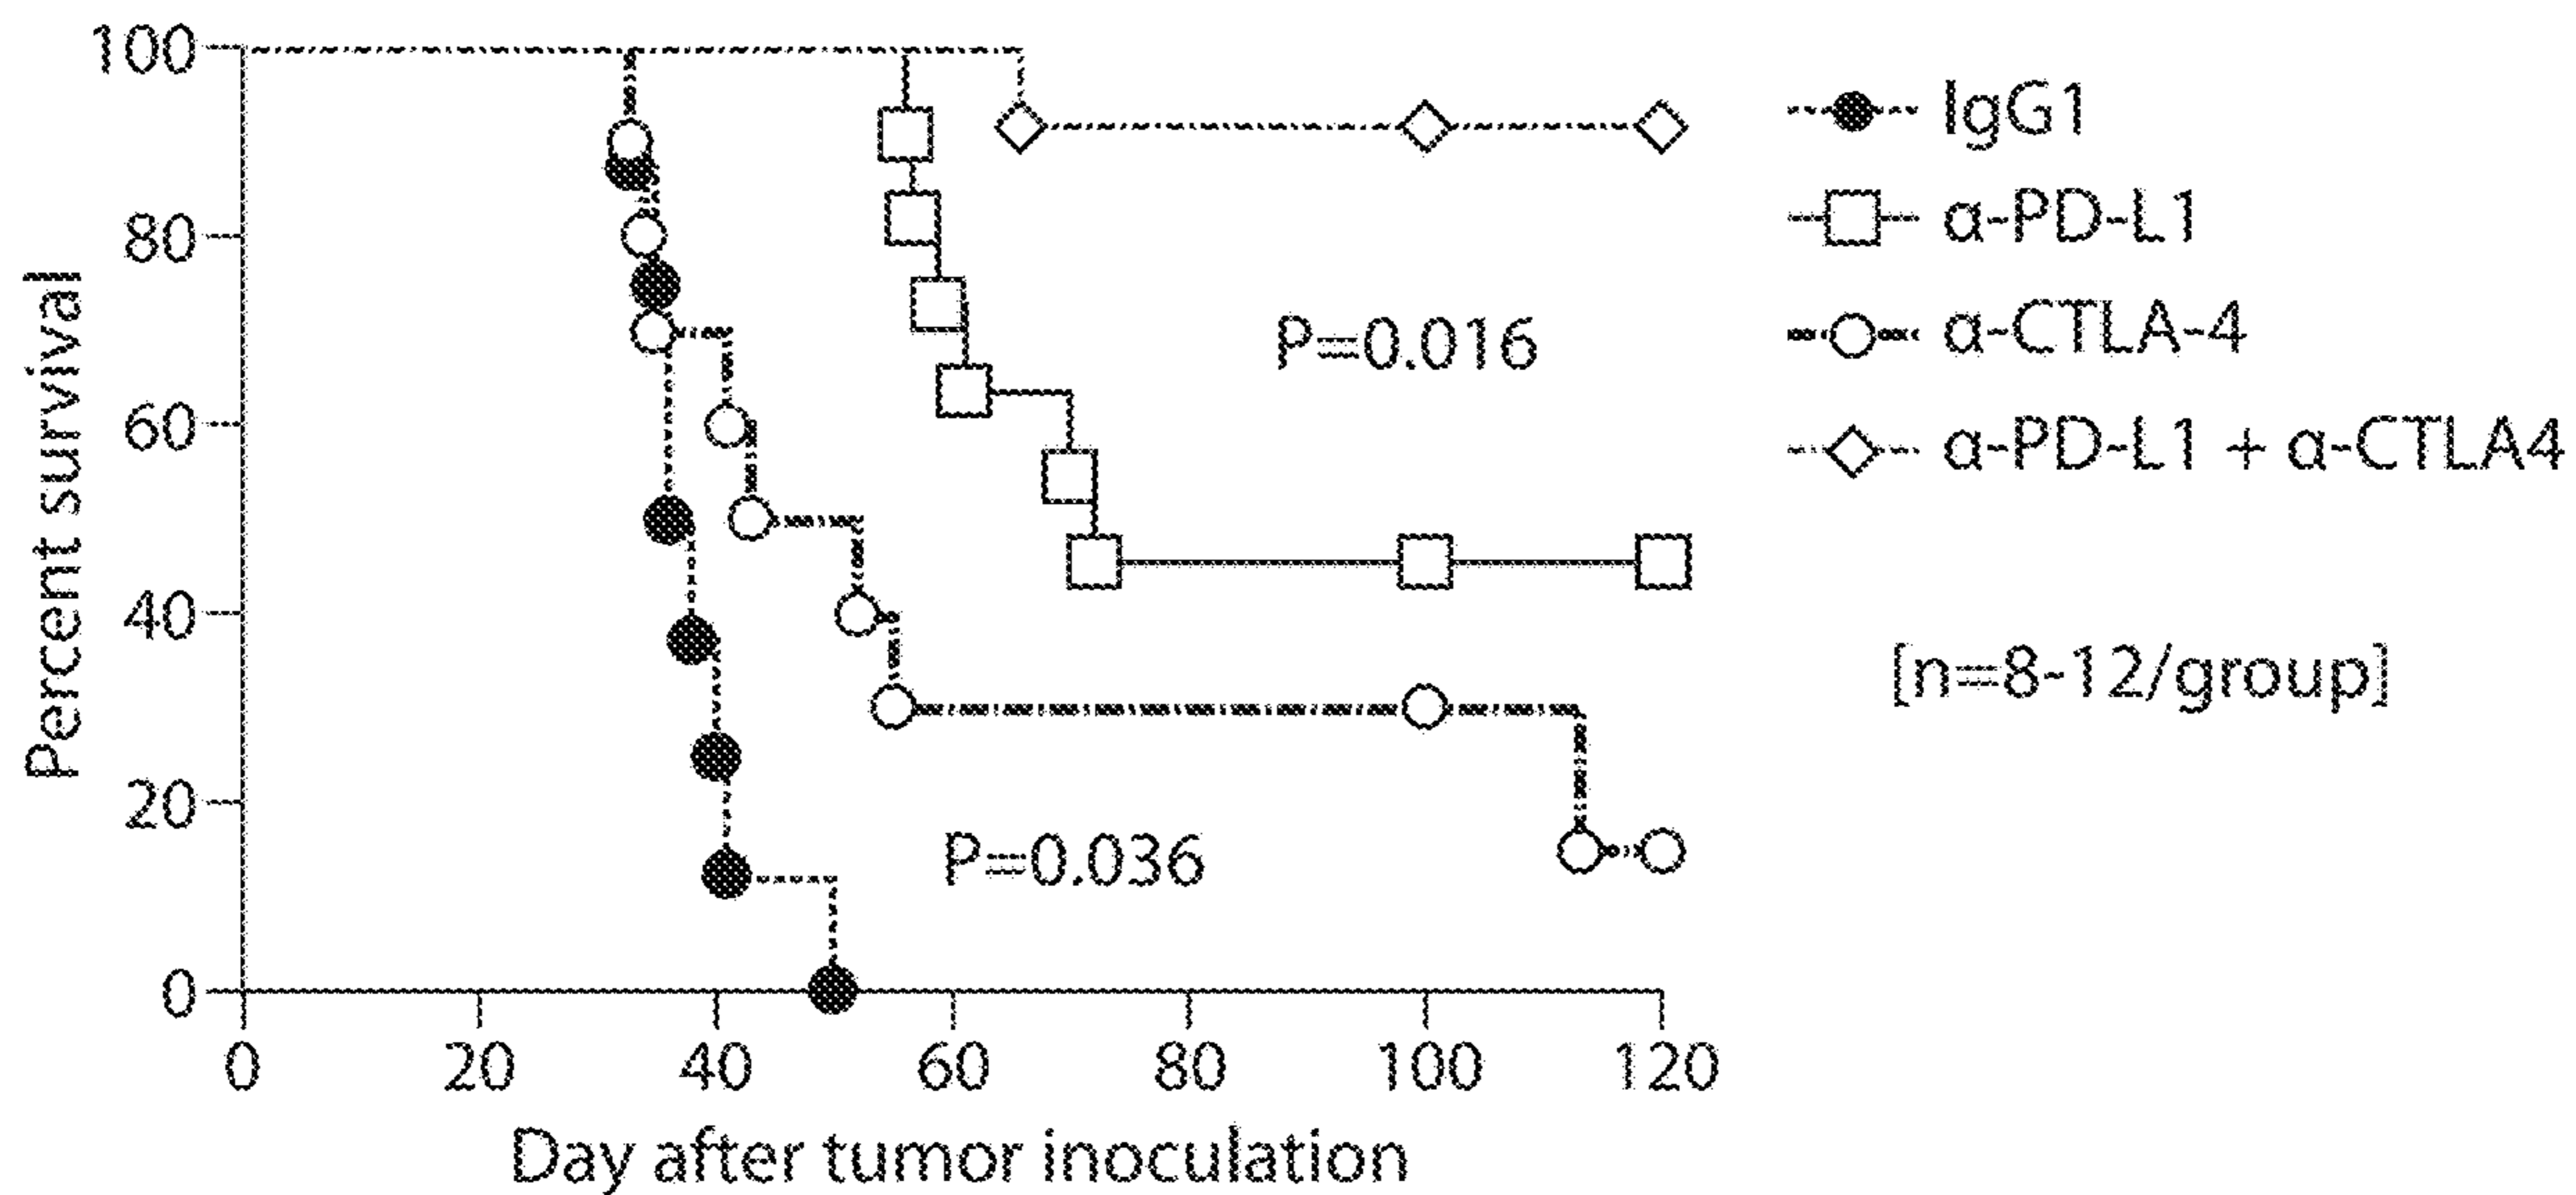 Percent survival
100
80
60
40
20
0
0 20 40 60 80 100 120
Day after tumor inoculation
P=0.016
P=0.036
IgG1
α-PD-L1
α-CTLA-4
α-PD-L1 + α-CTLA4
[n=8-12/group]